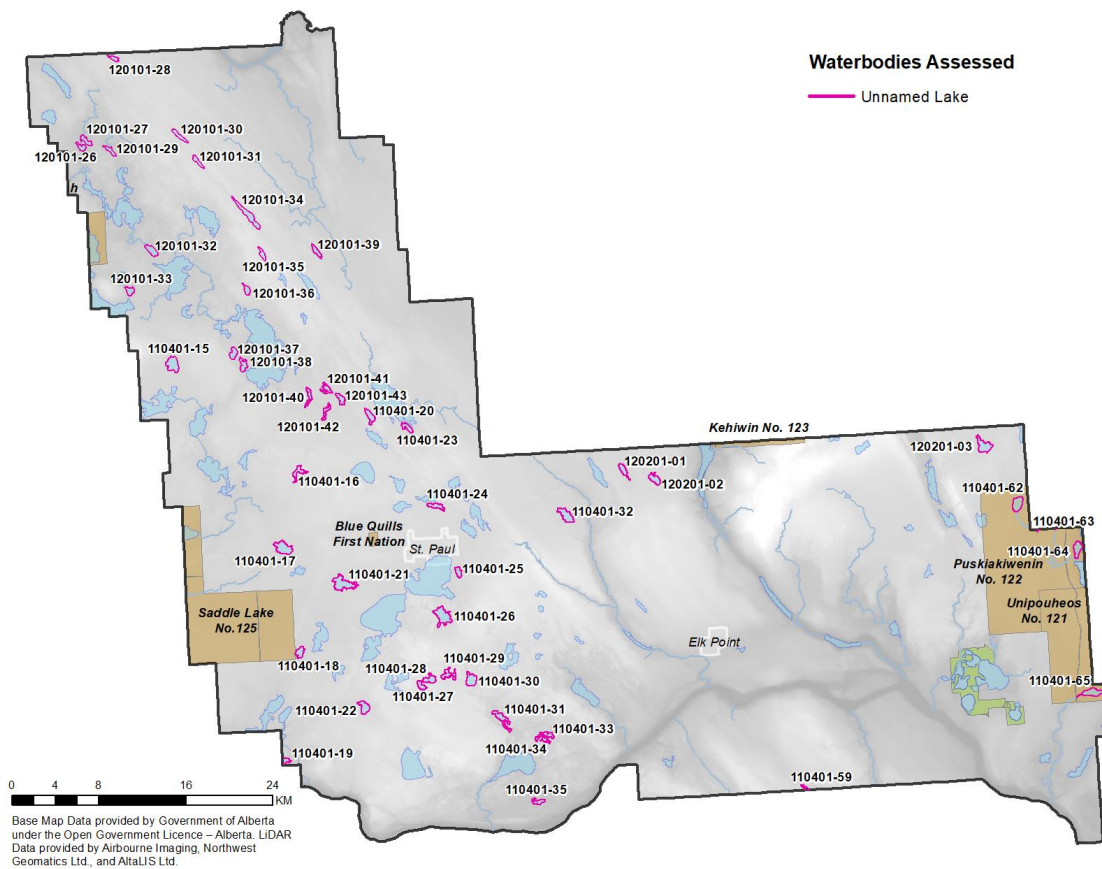 Waterbodies Assessed
Unnamed Lake
120101-28
120101-27
120101-30
120101-26
120101-29
120101-31
h
120101-34
120101-32
120101-39
120101-35
120101-33
120101-36
110401-15
120101-37
120101-38
120101-41
120101-40
120101-43
120101-42
110401-20
110401-23
Kehiwin No. 123
120201-03
120201-01
120201-02
110401-16
110401-62
110401-24
110401-32
110401-63
Blue Quills
First Nation
St. Paul
110401-64
110401-17
Puskiakiwenin
No. 122
110401-21
110401-25
Unipouheos
No. 121
Saddle Lake
No.125
110401-26
Elk Point
110401-18
110401-28
110401-29
110401-30
110401-65
110401-27
110401-22
110401-31
110401-33
110401-34
110401-19
110401-59
110401-35
0 4 8 16 24
KM
Base Map Data provided by Government of Alberta
under the Open Government Licence – Alberta. LiDAR
Data provided by Airbourne Imaging, Northwest
Geomatics Ltd., and AltaLIS Ltd.